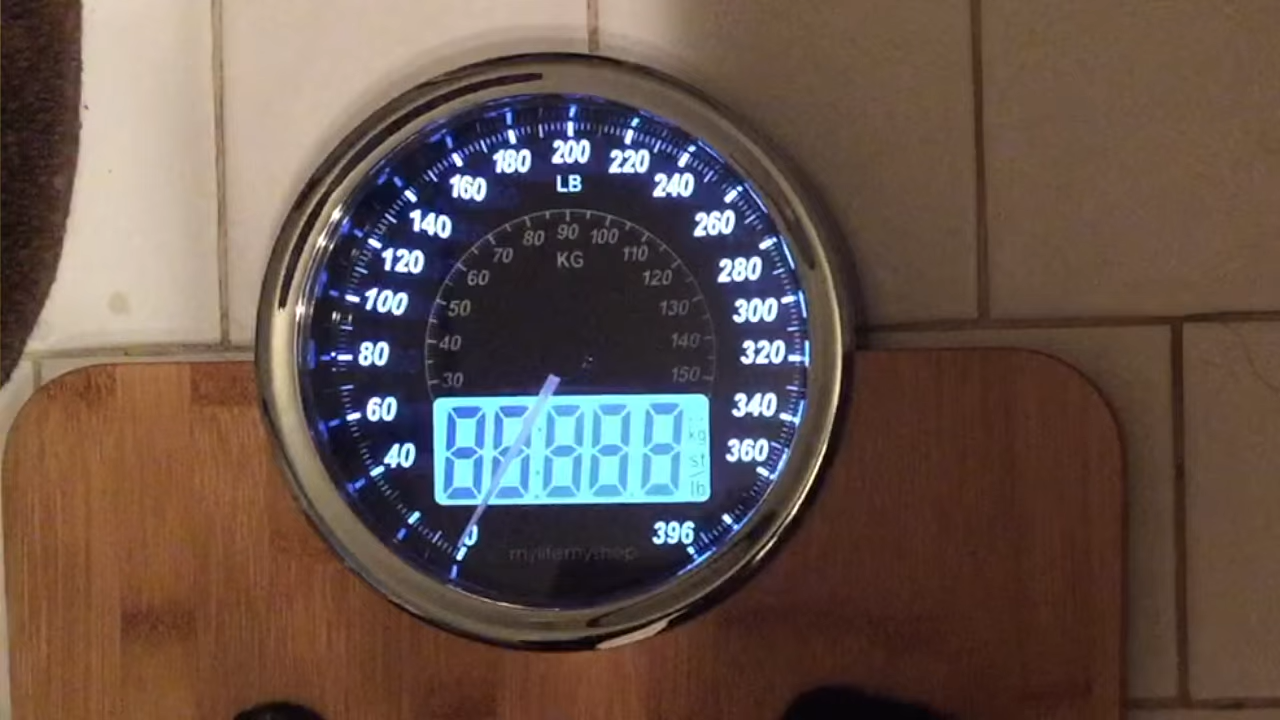 180 200 220
160 LB 240
140 260
80 90 100
70 KG 110
120 280
60 120
100 50 130 300
80 40 140 320
30 150
60 340
88888 kg
40 st 360
lb
0 396
mylifemyshop